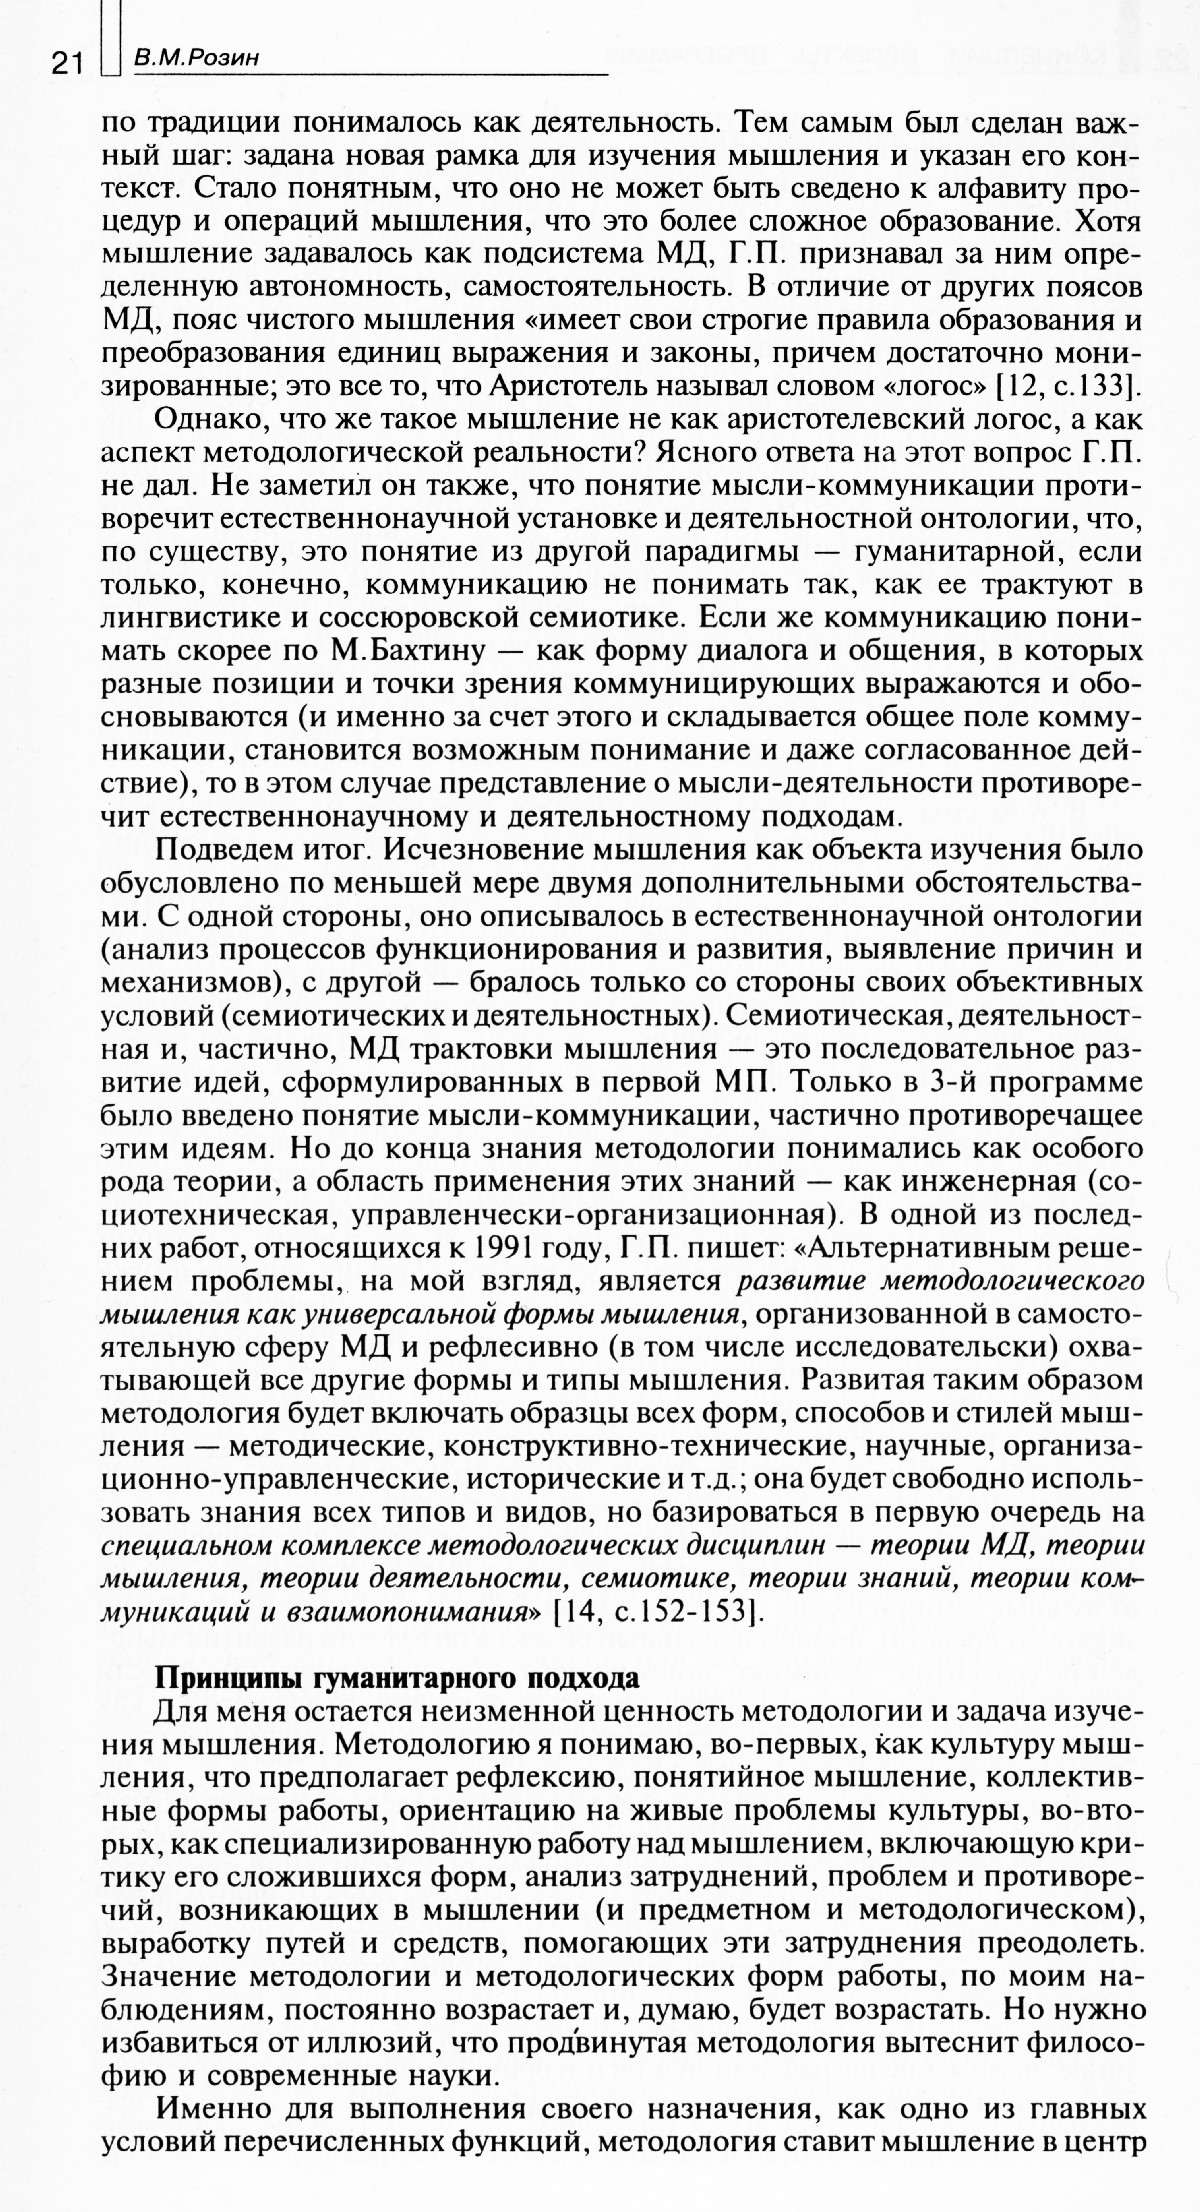 21
В.М.Розин
по традиции понималось как деятельность. Тем самым был сделан важ-
ный шаг: задана новая рамка для изучения мышления и указан его кон-
текст. Стало понятным, что оно не может быть сведено к алфавиту про-
цедур и операций мышления, что это более сложное образование. Хотя
мышление задавалось как подсистема МД, Г.П. признавал за ним опре-
деленную автономность, самостоятельность. В отличие от других поясов
МД, пояс чистого мышления «имеет свои строгие правила образования и
преобразования единиц выражения и законы, причем достаточно мони-
зированные; это все то, что Аристотель называл словом «логос» [12, с.133].
Однако, что же такое мышление не как аристотелевский логос, а как
аспект методологической реальности? Ясного ответа на этот вопрос Г.П.
не дал. Не заметил он также, что понятие мысли-коммуникации проти-
воречит естественнонаучной установке и деятельностной онтологии, что,
по существу, это понятие из другой парадигмы — гуманитарной, если
только, конечно, коммуникацию не понимать так, как ее трактуют в
лингвистике и соссюровской семиотике. Если же коммуникацию пони-
мать скорее по М.Бахтину — как форму диалога и общения, в которых
разные позиции и точки зрения коммуницирующих выражаются и обо-
сновываются (и именно за счет этого и складывается общее поле комму-
никации, становится возможным понимание и даже согласованное дей-
ствие), то в этом случае представление о мысли-деятельности противоре-
чит естественнонаучному и деятельностному подходам.
Подведем итог. Исчезновение мышления как объекта изучения было
обусловлено по меньшей мере двумя дополнительными обстоятельства-
ми. С одной стороны, оно описывалось в естественнонаучной онтологии
(анализ процессов функционирования и развития, выявление причин и
механизмов), с другой — бралось только со стороны своих объективных
условий (семиотических и деятельностных). Семиотическая, деятельност-
ная и, частично, МД трактовки мышления — это последовательное раз-
витие идей, сформулированных в первой МП. Только в 3-й программе
было введено понятие мысли-коммуникации, частично противоречащее
этим идеям. Но до конца знания методологии понимались как особого
рода теории, а область применения этих знаний — как инженерная (со-
циотехническая, управленчески-организационная). В одной из послед-
них работ, относящихся к 1991 году, Г.П. пишет: «Альтернативным реше-
нием проблемы, на мой взгляд, является развитие методологического
мышления как универсальной формы мышления, организованной в самосто-
ятельную сферу МД и рефлесивно (в том числе исследовательски) охва-
тывающей все другие формы и типы мышления. Развитая таким образом
методология будет включать образцы всех форм, способов и стилей мыш-
ления — методические, конструктивно-технические, научные, организа-
ционно-управленческие, исторические и т.д.; она будет свободно исполь-
зовать знания всех типов и видов, но базироваться в первую очередь на
специальном комплексе методологических дисциплин — теории МД, теории
мышления, теории деятельности, семиотике, теории знаний, теории ком-
муникаций и взаимопонимания» [14, с.152-153].
Принципы гуманитарного подхода
Для меня остается неизменной ценность методологии и задача изуче-
ния мышления. Методологию я понимаю, во-первых, как культуру мыш-
ления, что предполагает рефлексию, понятийное мышление, коллектив-
ные формы работы, ориентацию на живые проблемы культуры, во-вто-
рых, как специализированную работу над мышлением, включающую кри-
тику его сложившихся форм, анализ затруднений, проблем и противоре-
чий, возникающих в мышлении (и предметном и методологическом),
выработку путей и средств, помогающих эти затруднения преодолеть.
Значение методологии и методологических форм работы, по моим на-
блюдениям, постоянно возрастает и, думаю, будет возрастать. Но нужно
избавиться от иллюзий, что продвинутая методология вытеснит филосо-
фию и современные науки.
Именно для выполнения своего назначения, как одно из главных
условий перечисленных функций, методология ставит мышление в центр